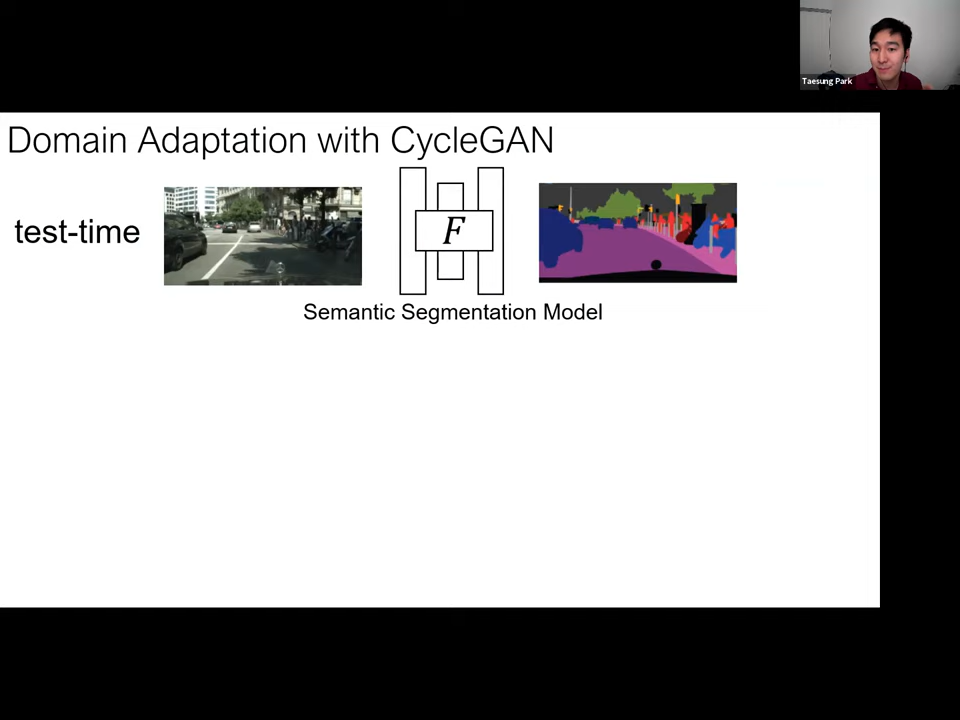 Taesung Park
Domain Adaptation with CycleGAN
test-time
F
Semantic Segmentation Model